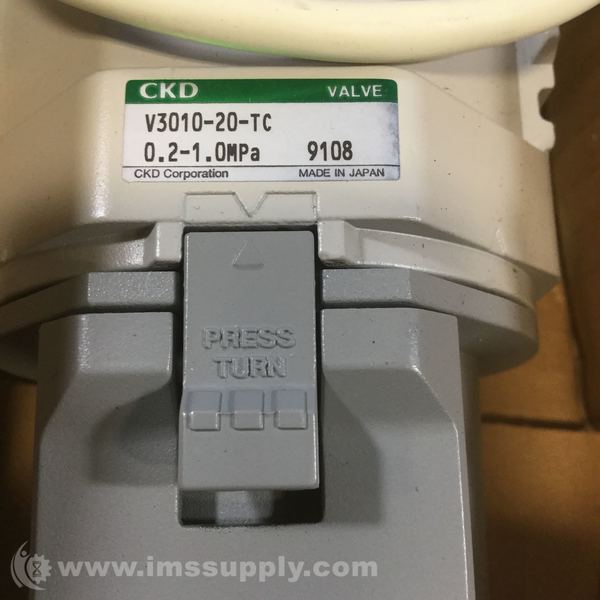 CKD VALVE
V3010-20-TC
0.2-1.0MPa 9108
CKD Corporation MADE IN JAPAN
PRESS
TURN
www.imssupply.com